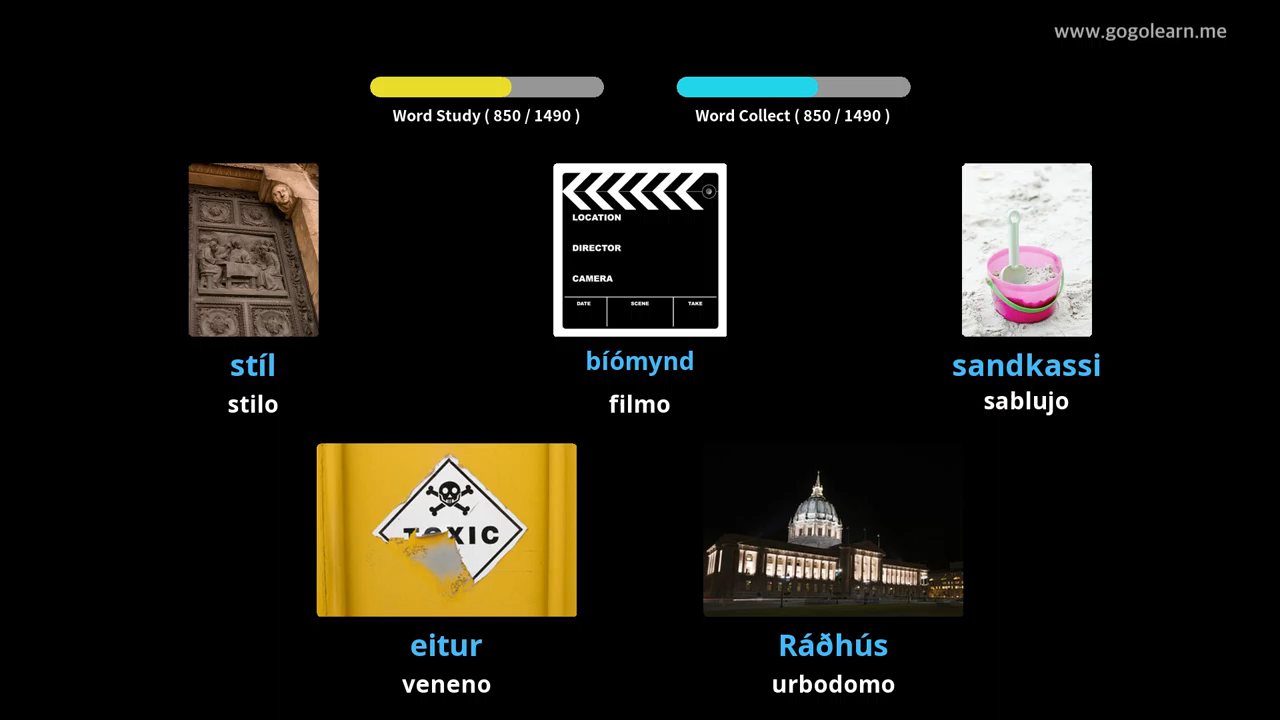 www.gogolearn.me
Word Study ( 850 / 1490 )
Word Collect ( 850 / 1490 )
LOCATION
DIRECTOR
CAMERA
DATE
SCENE
TAKE
stíl
bíómynd
sandkassi
stilo
filmo
sablujo
TOXIC
eitur
Ráðhús
veneno
urbodomo